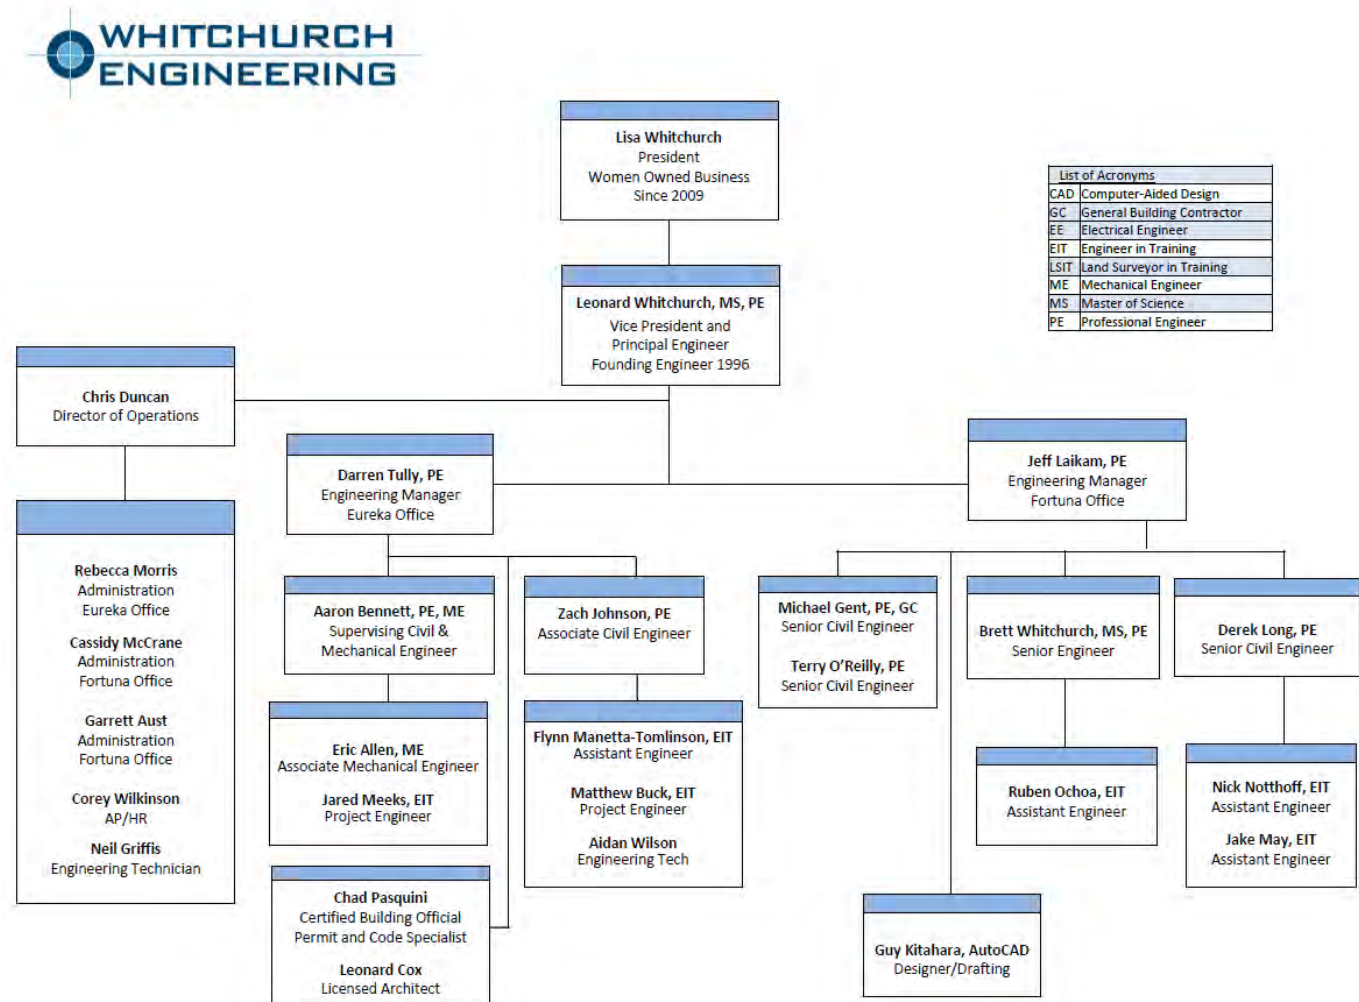 WHITCHURCH
ENGINEERING
Lisa Whitchurch
President
Women Owned Business
Since 2009
List of Acronyms
CAD Computer-Aided Design
GC General Building Contractor
EE Electrical Engineer
EIT Engineer in Training
LSIT Land Surveyor in Training
ME Mechanical Engineer
MS Master of Science
PE Professional Engineer
Leonard Whitchurch, MS, PE
Vice President and
Principal Engineer
Founding Engineer 1996
Chris Duncan
Director of Operations
Darren Tully, PE
Engineering Manager
Eureka Office
Jeff Laikam, PE
Engineering Manager
Fortuna Office
Rebecca Morris
Administration
Eureka Office
Cassidy McCrane
Administration
Fortuna Office
Garrett Aust
Administration
Fortuna Office
Corey Wilkinson
AP/HR
Neil Griffis
Engineering Technician
Aaron Bennett, PE, ME
Supervising Civil &
Mechanical Engineer
Zach Johnson, PE
Associate Civil Engineer
Michael Gent, PE, GC
Senior Civil Engineer
Terry O'Reilly, PE
Senior Civil Engineer
Brett Whitchurch, MS, PE
Senior Engineer
Derek Long, PE
Senior Civil Engineer
Eric Allen, ME
Associate Mechanical Engineer
Jared Meeks, EIT
Project Engineer
Flynn Manetta-Tomlinson, EIT
Assistant Engineer
Matthew Buck, EIT
Project Engineer
Aidan Wilson
Engineering Tech
Ruben Ochoa, EIT
Assistant Engineer
Nick Notthoff, EIT
Assistant Engineer
Jake May, EIT
Assistant Engineer
Chad Pasquini
Certified Building Official
Permit and Code Specialist
Leonard Cox
Licensed Architect
Guy Kitahara, AutoCAD
Designer/Drafting